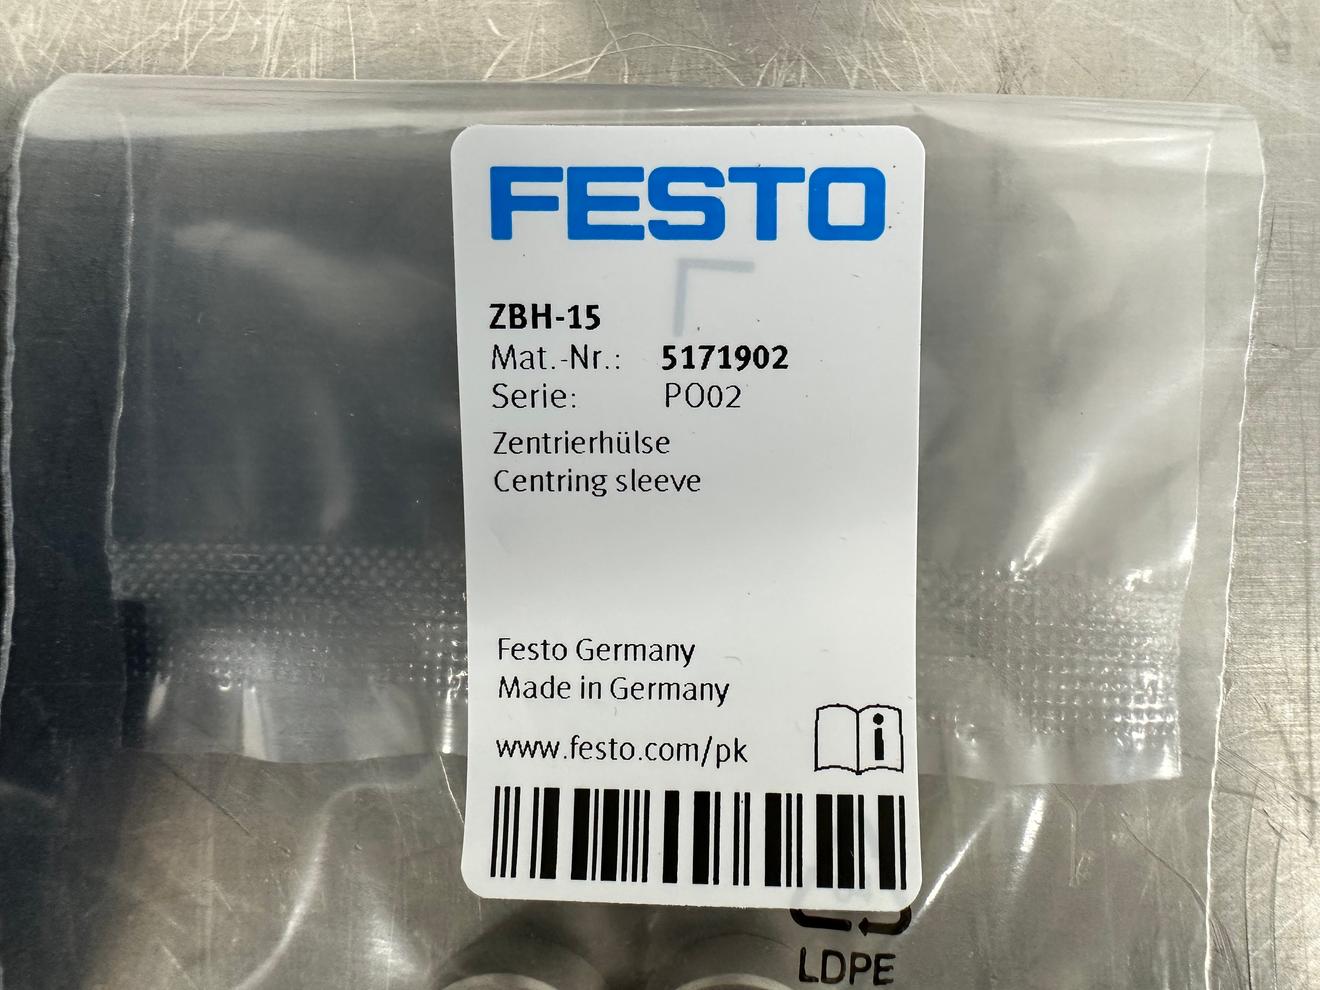 FESTO
ZBH-15
Mat.-Nr.: 5171902
Serie: PO02
Zentrierhülse
Centring sleeve
Festo Germany
Made in Germany
www.festo.com/pk
i
LDPE